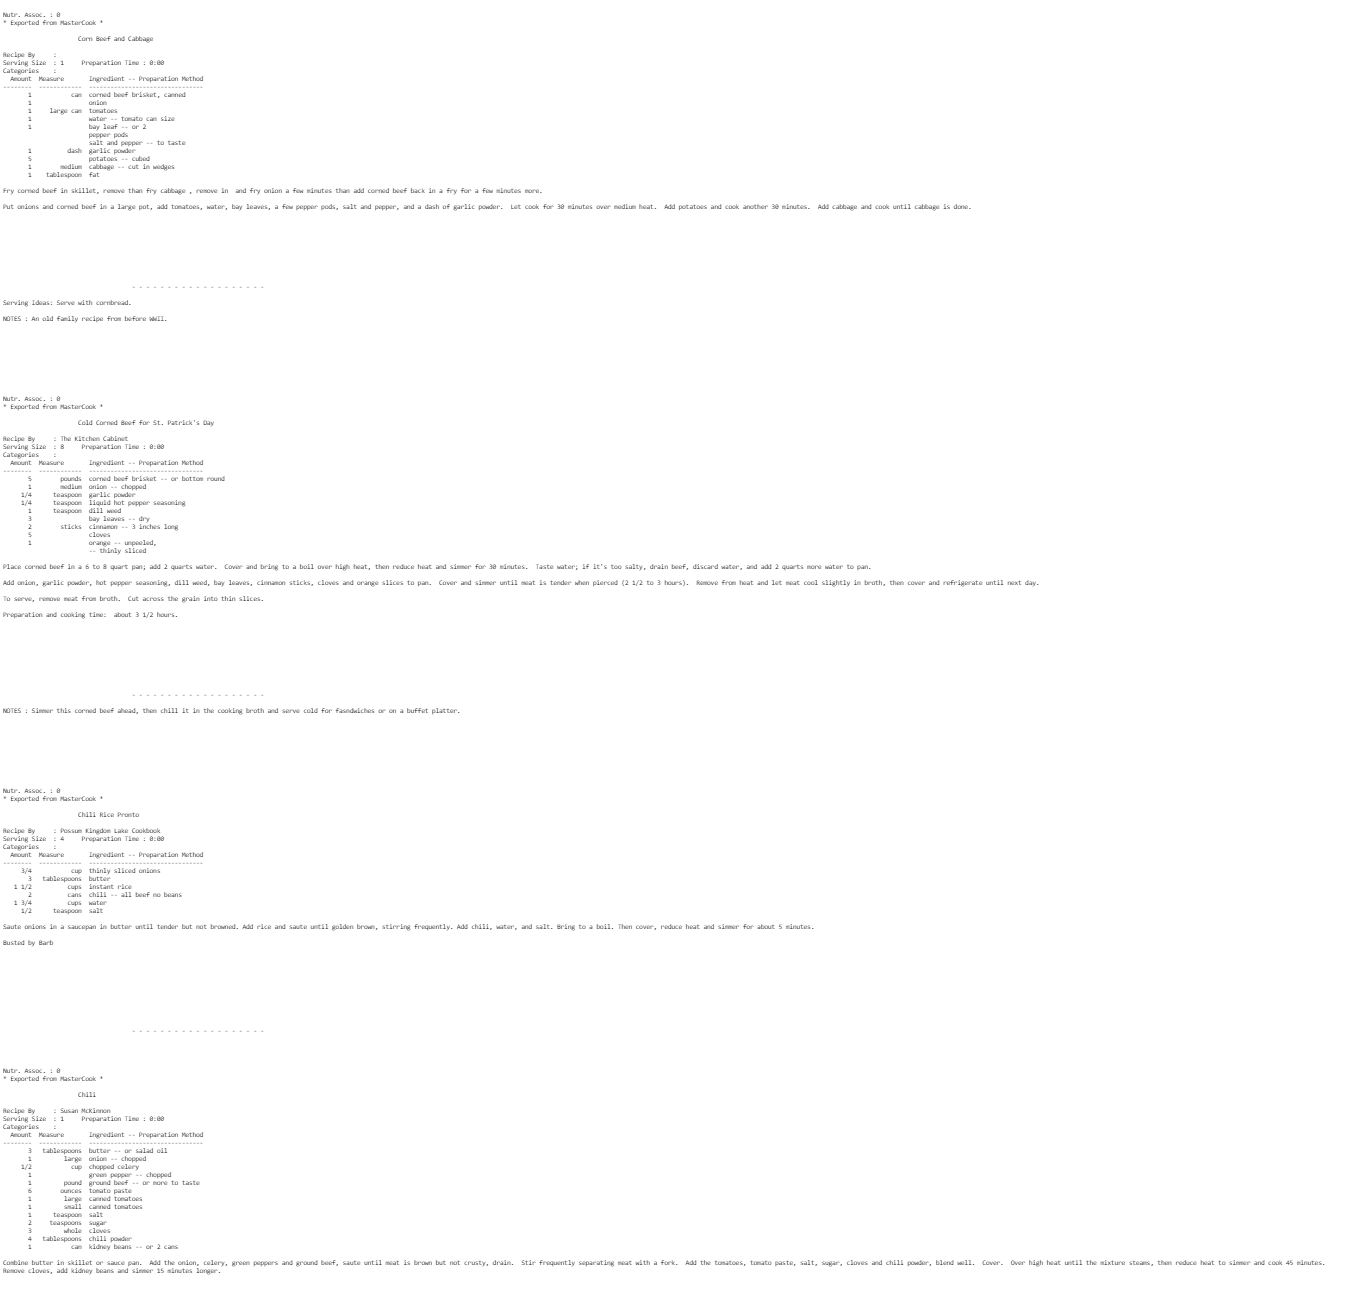 Nutr. Assoc. : 0
* Exported from MasterCook *
Corn Beef and Cabbage
Recipe By     :
Serving Size  : 1     Preparation Time : 0:00
Categories    :
Amount  Measure       Ingredient -- Preparation Method
--------  ------------  --------------------------------
1           can  corned beef brisket, canned
1                onion
1     large can  tomatoes
1                water -- tomato can size
1                bay leaf -- or 2
pepper pods
salt and pepper -- to taste
1          dash  garlic powder
5                potatoes -- cubed
1        medium  cabbage -- cut in wedges
1    tablespoon  fat
Fry corned beef in skillet, remove than fry cabbage , remove in  and fry onion a few minutes than add corned beef back in a fry for a few minutes more.
Put onions and corned beef in a large pot, add tomatoes, water, bay leaves, a few pepper pods, salt and pepper, and a dash of garlic powder.  Let cook for 30 minutes over medium heat.  Add potatoes and cook another 30 minutes.  Add cabbage and cook until cabbage is done.
- - - - - - - - - - - - - - - - - - -
Serving Ideas: Serve with cornbread.
NOTES : An old family recipe from before WWII.
Nutr. Assoc. : 0
* Exported from MasterCook *
Cold Corned Beef for St. Patrick's Day
Recipe By     : The Kitchen Cabinet
Serving Size  : 8     Preparation Time : 0:00
Categories    :
Amount  Measure       Ingredient -- Preparation Method
--------  ------------  --------------------------------
5        pounds  corned beef brisket -- or bottom round
1        medium  onion -- chopped
1/4      teaspoon  garlic powder
1/4      teaspoon  liquid hot pepper seasoning
1      teaspoon  dill weed
3                bay leaves -- dry
2        sticks  cinnamon -- 3 inches long
5                cloves
1                orange -- unpeeled,
-- thinly sliced
Place corned beef in a 6 to 8 quart pan; add 2 quarts water.  Cover and bring to a boil over high heat, then reduce heat and simmer for 30 minutes.  Taste water; if it's too salty, drain beef, discard water, and add 2 quarts more water to pan.
Add onion, garlic powder, hot pepper seasoning, dill weed, bay leaves, cinnamon sticks, cloves and orange slices to pan.  Cover and simmer until meat is tender when pierced (2 1/2 to 3 hours).  Remove from heat and let meat cool slightly in broth, then cover and refrigerate until next day.
To serve, remove meat from broth.  Cut across the grain into thin slices.
Preparation and cooking time:  about 3 1/2 hours.
- - - - - - - - - - - - - - - - - - -
NOTES : Simmer this corned beef ahead, then chill it in the cooking broth and serve cold for fasndwiches or on a buffet platter.
Nutr. Assoc. : 0
* Exported from MasterCook *
Chili Rice Pronto
Recipe By     : Possum Kingdom Lake Cookbook
Serving Size  : 4     Preparation Time : 0:00
Categories    :
Amount  Measure       Ingredient -- Preparation Method
--------  ------------  --------------------------------
3/4           cup  thinly sliced onions
3   tablespoons  butter
1 1/2          cups  instant rice
2          cans  chili -- all beef no beans
1 3/4          cups  water
1/2      teaspoon  salt
Saute onions in a saucepan in butter until tender but not browned. Add rice and saute until golden brown, stirring frequently. Add chili, water, and salt. Bring to a boil. Then cover, reduce heat and simmer for about 5 minutes.
Busted by Barb
- - - - - - - - - - - - - - - - - - -
Nutr. Assoc. : 0
* Exported from MasterCook *
Chili
Recipe By     : Susan McKinnon
Serving Size  : 1     Preparation Time : 0:00
Categories    :
Amount  Measure       Ingredient -- Preparation Method
--------  ------------  --------------------------------
3   tablespoons  butter -- or salad oil
1         large  onion -- chopped
1/2           cup  chopped celery
1                green pepper -- chopped
1         pound  ground beef -- or more to taste
6        ounces  tomato paste
1         large  canned tomatoes
1         small  canned tomatoes
1      teaspoon  salt
2     teaspoons  sugar
3         whole  cloves
4   tablespoons  chili powder
1           can  kidney beans -- or 2 cans
Combine butter in skillet or sauce pan.  Add the onion, celery, green peppers and ground beef, saute until meat is brown but not crusty, drain.  Stir frequently separating meat with a fork.  Add the tomatoes, tomato paste, salt, sugar, cloves and chili powder, blend well.  Cover.  Over high heat until the mixture steams, then reduce heat to simmer and cook 45 minutes.
Remove cloves, add kidney beans and simmer 15 minutes longer.